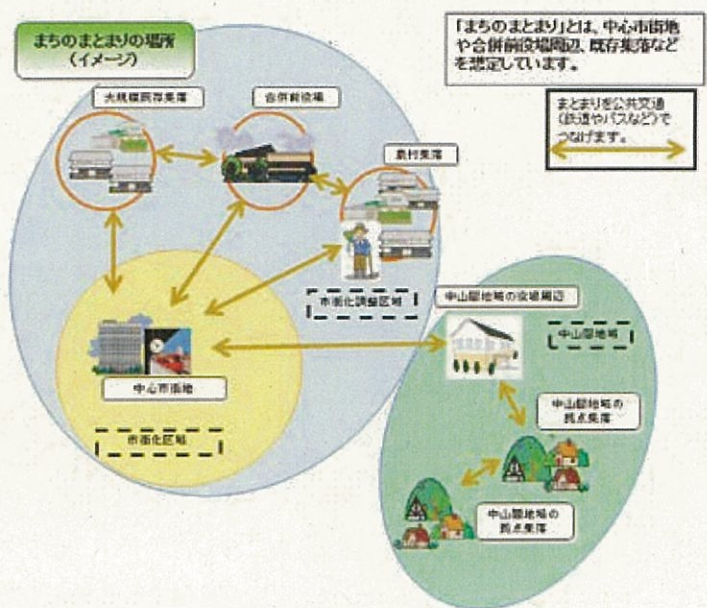 まちのまとまりの場所
（イメージ）
「まちのまとまり」とは、中心市街地
や合併前役場周辺、既存集落など
を想定しています。
まとまりを公共交通
（鉄道やバスなど）で
つなげます。
大規模既存集落
合併前役場
農村集落
市街化調整区域
中山間地域の役場周辺
中山間地域
中心市街地
市街化区域
中山間地域の
拠点集落
中山間地域の
拠点集落